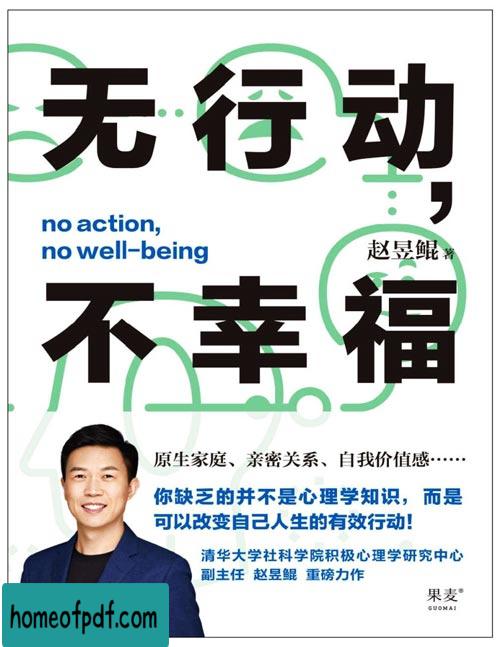 无行动,
no action,
no well-being
赵昱鲲 著
不幸福
原生家庭、亲密关系、自我价值感……
你缺乏的并不是心理学知识，而是
可以改变自己人生的有效行动！
清华大学社科学院积极心理学研究中心
副主任 赵昱鲲 重磅力作
果麦®
GUOMAI
homeofpdf.com